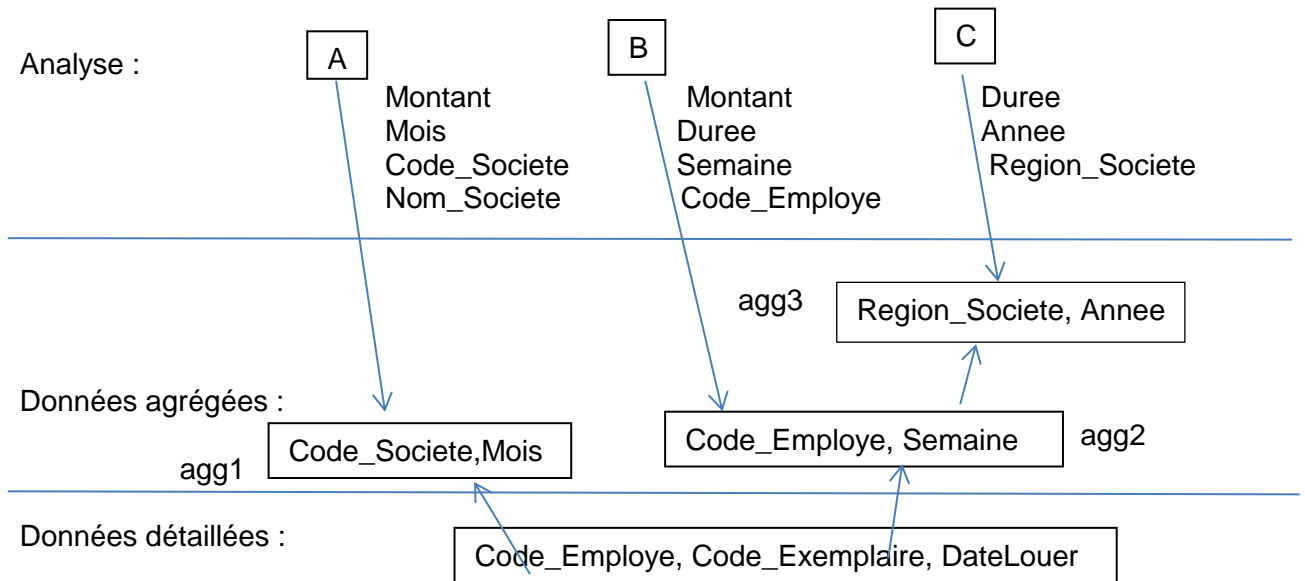 Analyse :
A
B
C
Montant
Mois
Code_Societe
Nom_Societe
Montant
Duree
Semaine
Code_Employe
Duree
Annee
Region_Societe
agg3
Region_Societe, Annee
Données agrégées :
Code_Societe,Mois
agg1
Code_Employe, Semaine
agg2
Données détaillées :
Code_Employe, Code_Exemplaire, DateLouer